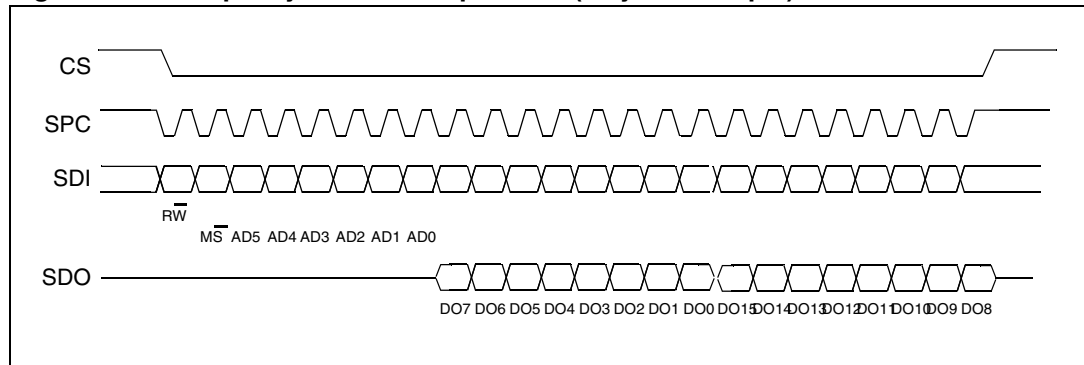 CS
SPC
SDI
RW̅
MS̅ AD5 AD4 AD3 AD2 AD1 AD0
SDO
DO7 DO6 DO5 DO4 DO3 DO2 DO1 DO0 DO15 DO14 DO13 DO12 DO11 DO10 DO9 DO8